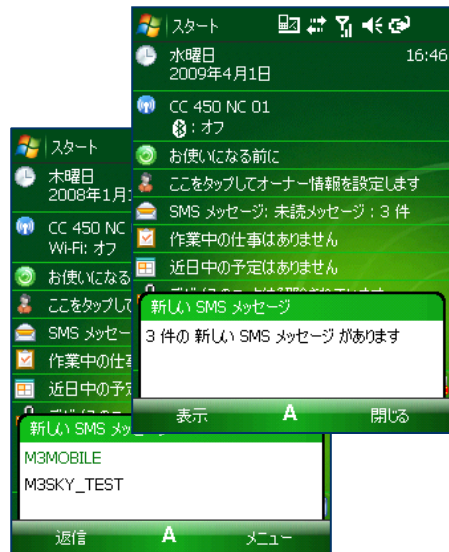 スタート
水曜日
2009年4月1日
16:46
CC 450 NC 01
: オフ
お使いになる前に
ここをタップしてオーナー情報を設定します
SMS メッセージ: 未読メッセージ : 3 件
作業中の仕事はありません
近日中の予定はありません
新しい SMS メッセージ
3 件の 新しい SMS メッセージ があります
表示
A
閉じる
スタート
木曜日
2008年1月
CC 450 NC
Wi-Fi: オフ
お使いになる
ここをタップして
SMS メッセー
作業中の仕
近日中の予
新しい SMS メッ
M3MOBILE
M3SKY_TEST
返信
A
メニュー